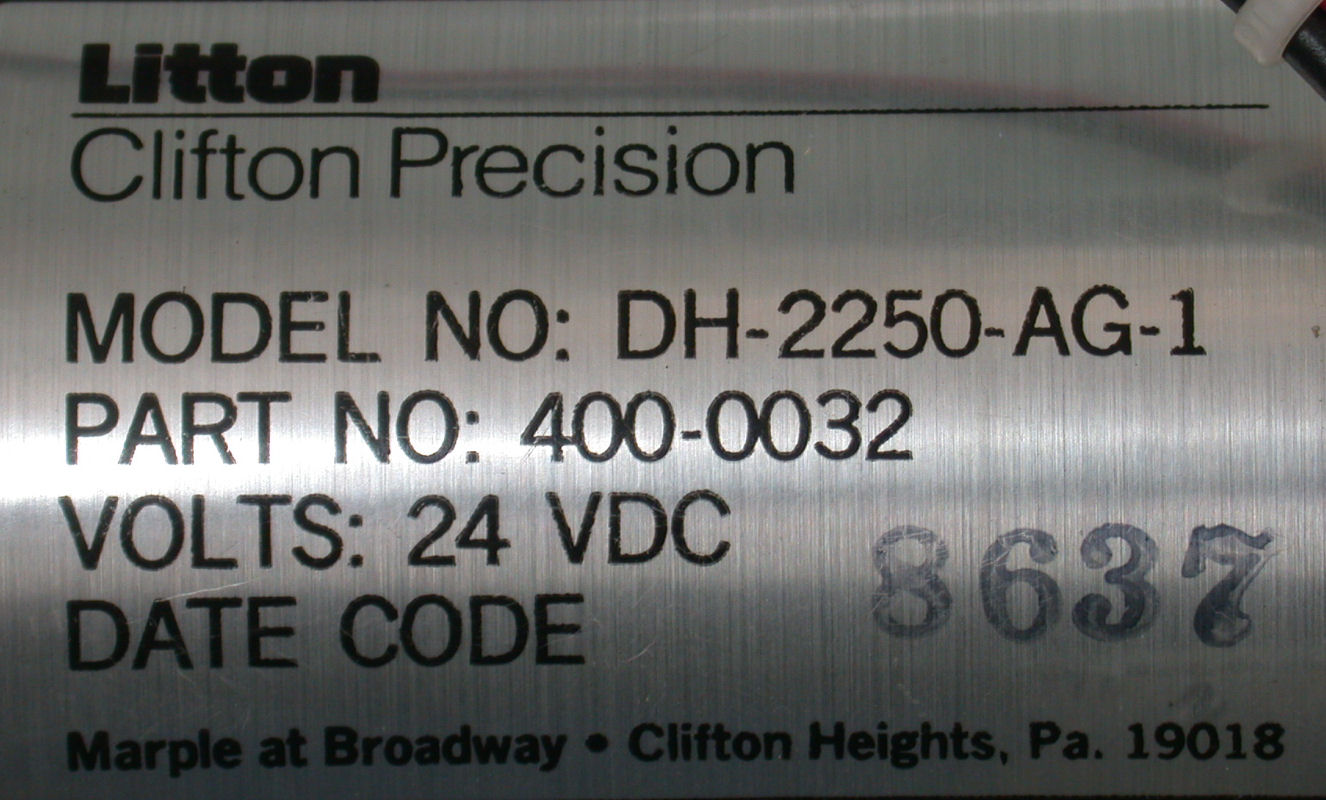 Litton
Clifton Precision
MODEL NO: DH-2250-AG-1
PART NO: 400-0032
VOLTS: 24 VDC
DATE CODE 8637
Marple at Broadway • Clifton Heights, Pa. 19018